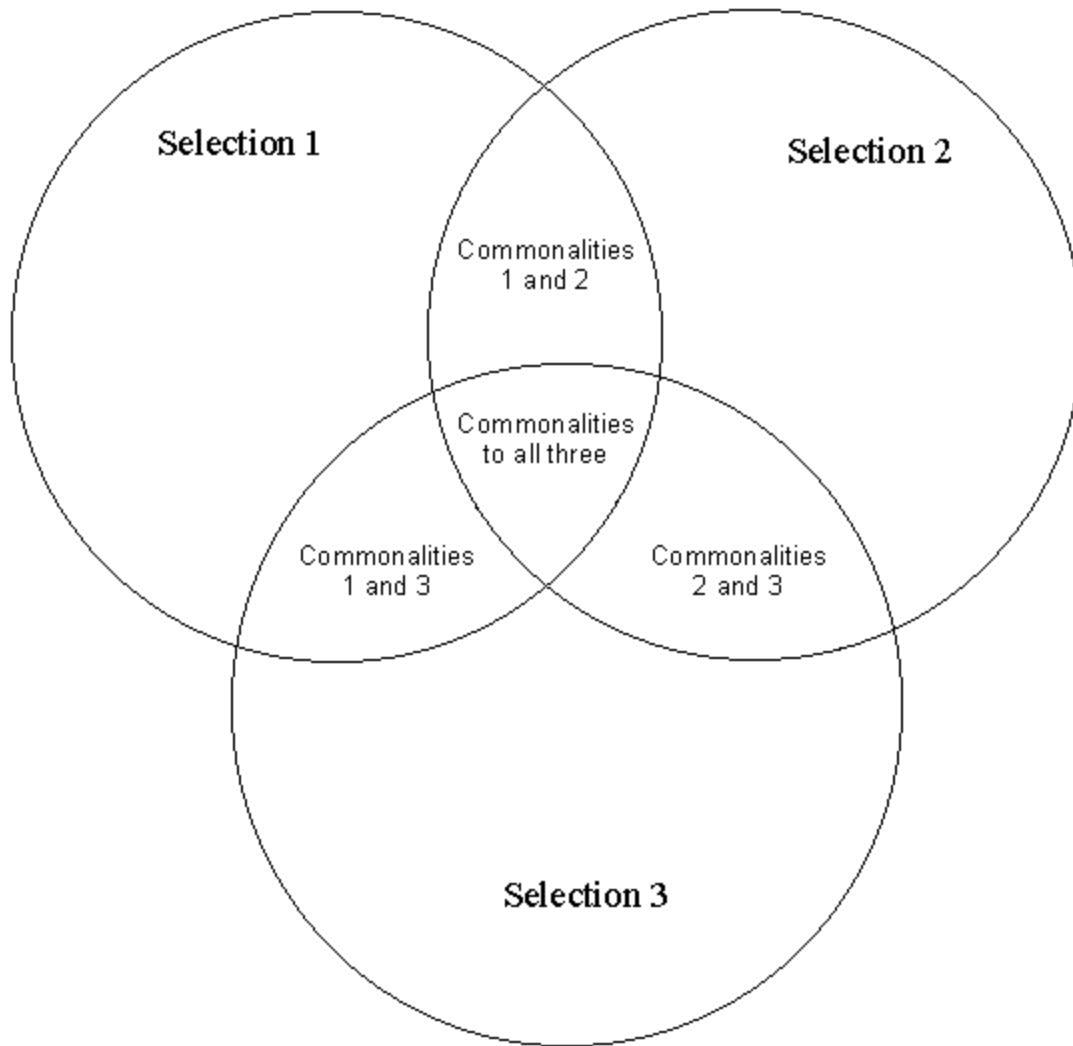 Selection 1
Selection 2
Commonalities
1 and 2
Commonalities
to all three
Commonalities
1 and 3
Commonalities
2 and 3
Selection 3